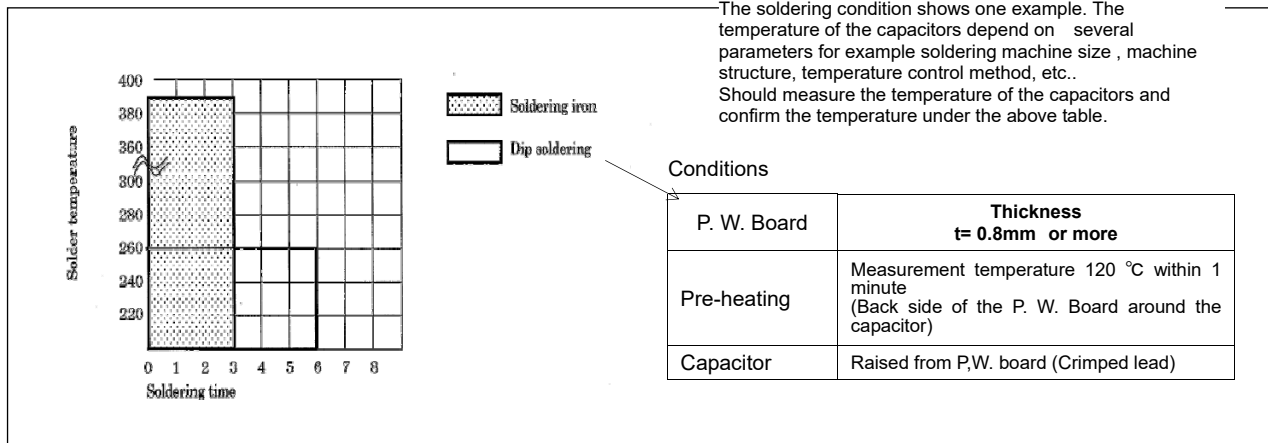 The soldering condition shows one example. The
temperature of the capacitors depend on several
parameters for example soldering machine size , machine
structure, temperature control method, etc..
Should measure the temperature of the capacitors and
confirm the temperature under the above table.
400
380
360
300
280
260
240
220
Solder temperature
0 1 2 3 4 5 6 7 8
Soldering time
Soldering iron
Dip soldering
Conditions
P. W. Board
Thickness
t= 0.8mm or more
Pre-heating
Measurement temperature 120 ℃ within 1
minute
(Back side of the P. W. Board around the
capacitor)
Capacitor
Raised from P,W. board (Crimped lead)